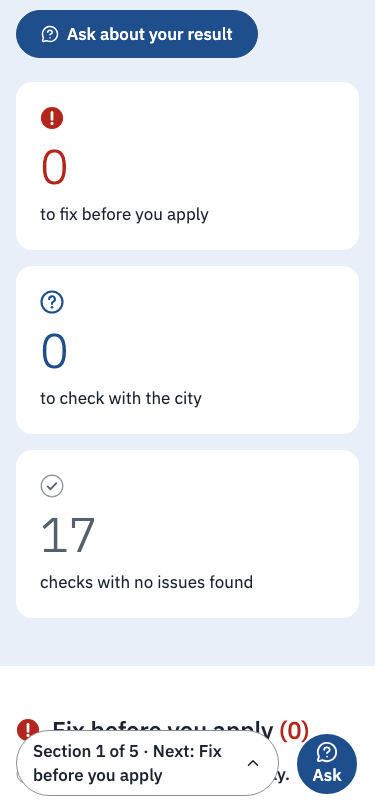 Ask about your result
0
to fix before you apply
0
to check with the city
17
checks with no issues found
Fix before you apply (0)
Section 1 of 5 · Next: Fix
before you apply
Ask